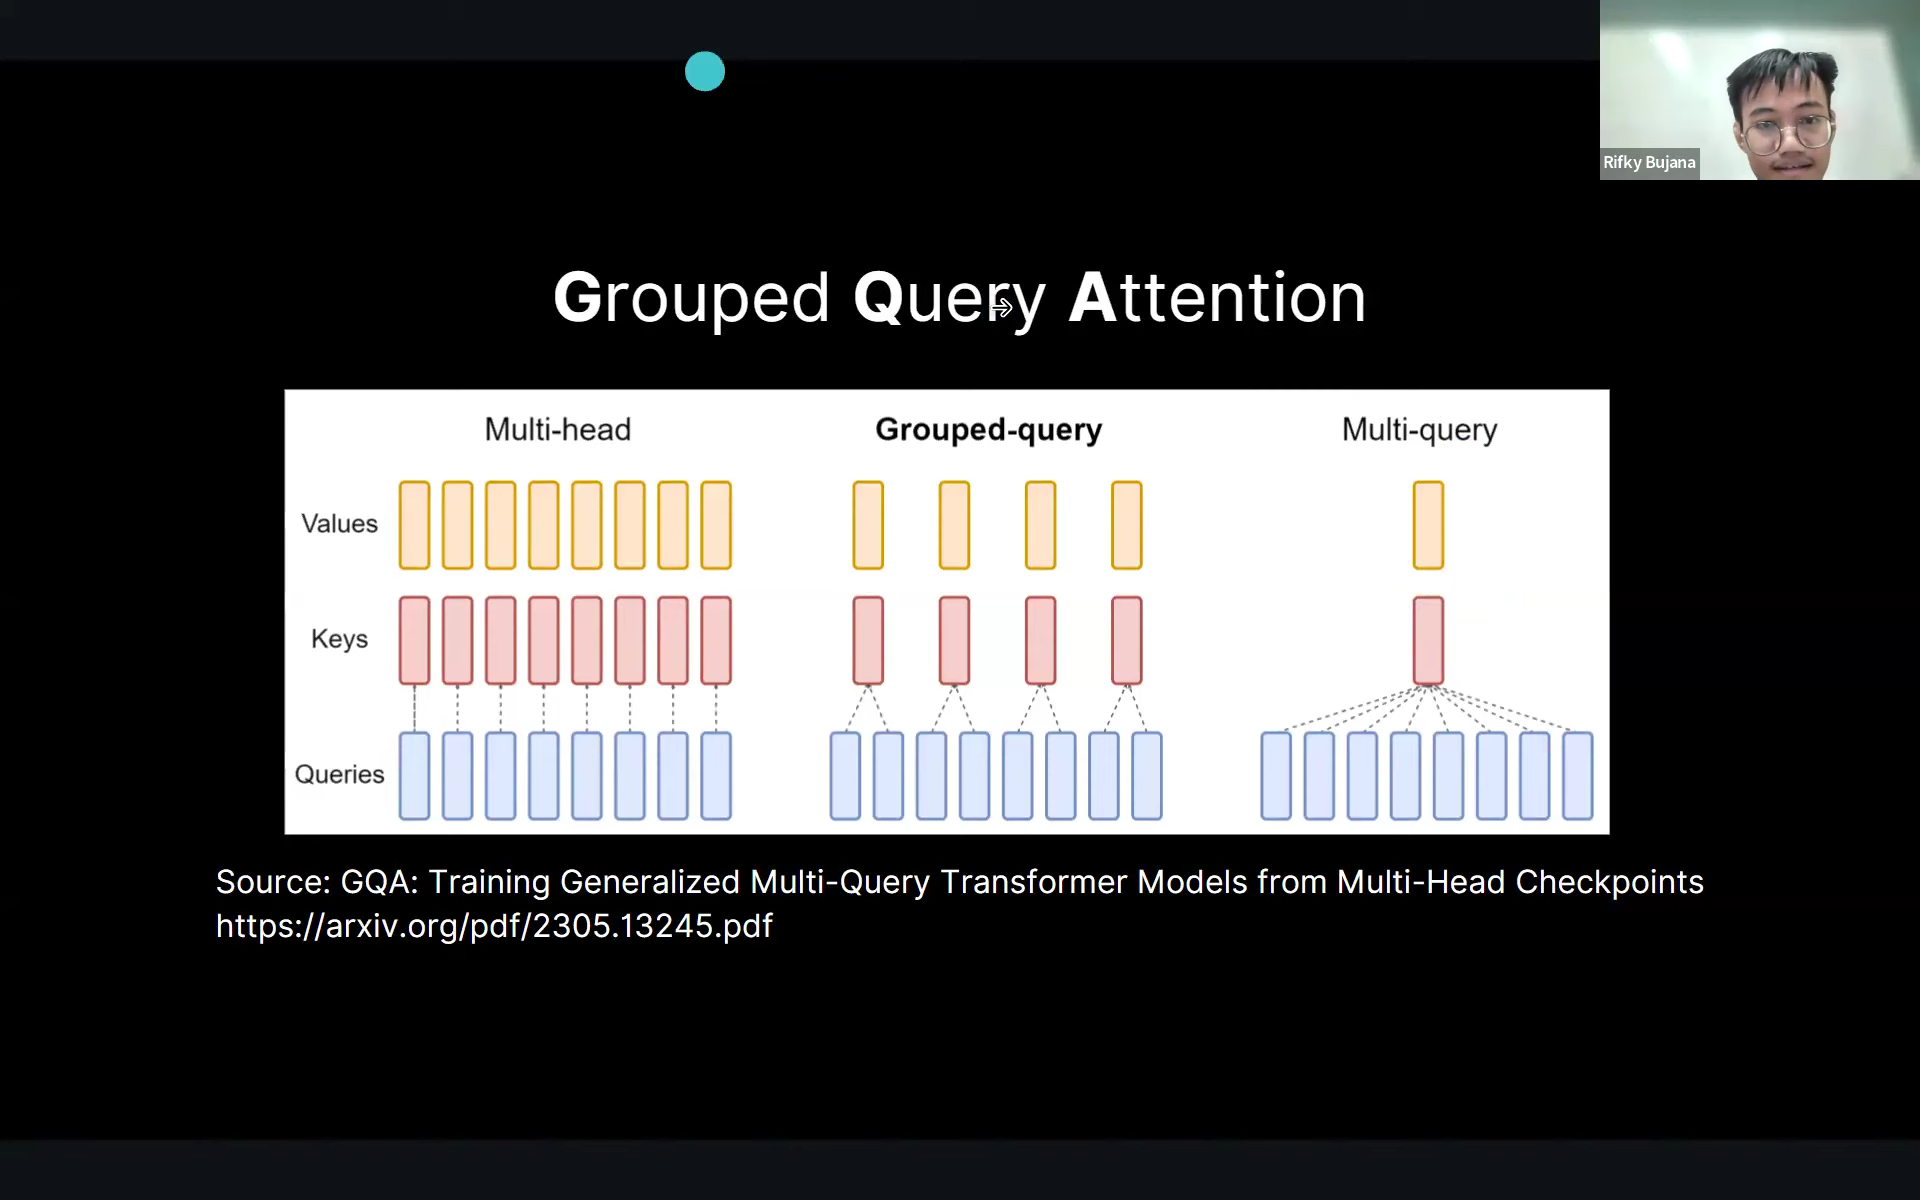 Rifky Bujana
Grouped Query Attention
Multi-head
Grouped-query
Multi-query
Values
Keys
Queries
Source: GQA: Training Generalized Multi-Query Transformer Models from Multi-Head Checkpoints
https://arxiv.org/pdf/2305.13245.pdf